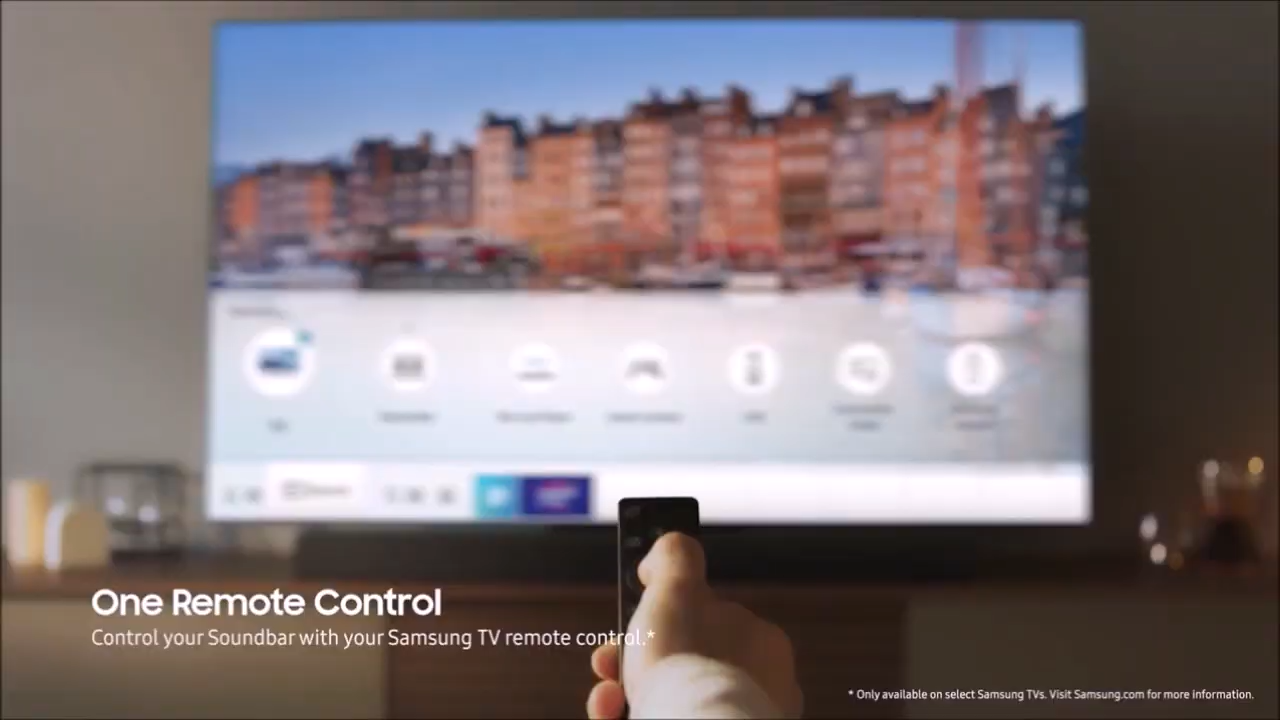 One Remote Control
Control your Soundbar with your Samsung TV remote control.*
* Only available on select Samsung TVs. Visit Samsung.com for more information.